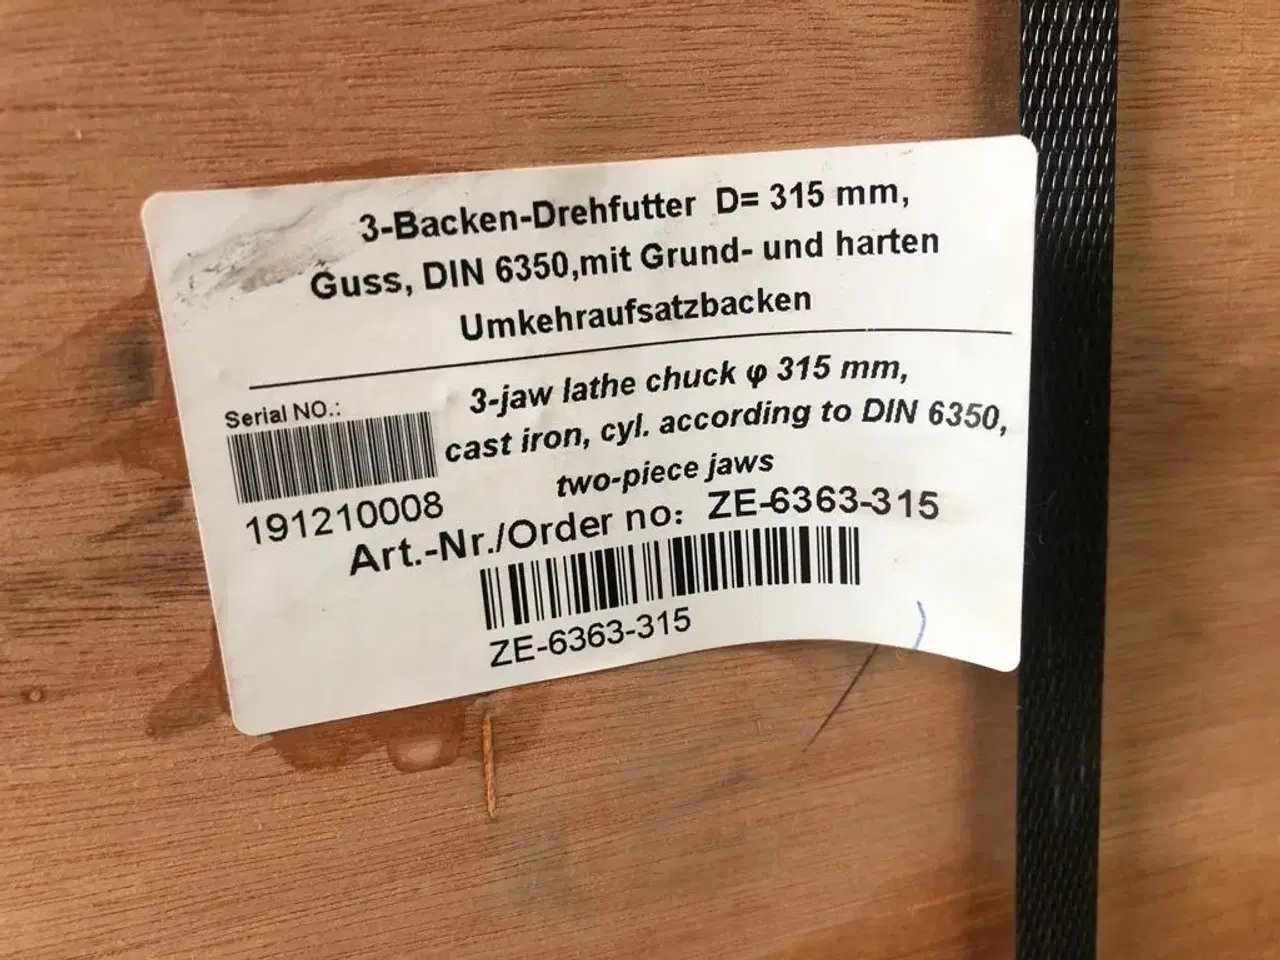 3-Backen-Drehfutter D= 315 mm,
Guss, DIN 6350,mit Grund- und harten
Umkehraufsatzbacken
3-jaw lathe chuck φ 315 mm,
cast iron, cyl. according to DIN 6350,
two-piece jaws
Serial NO.:
191210008
Art.-Nr./Order no: ZE-6363-315
ZE-6363-315